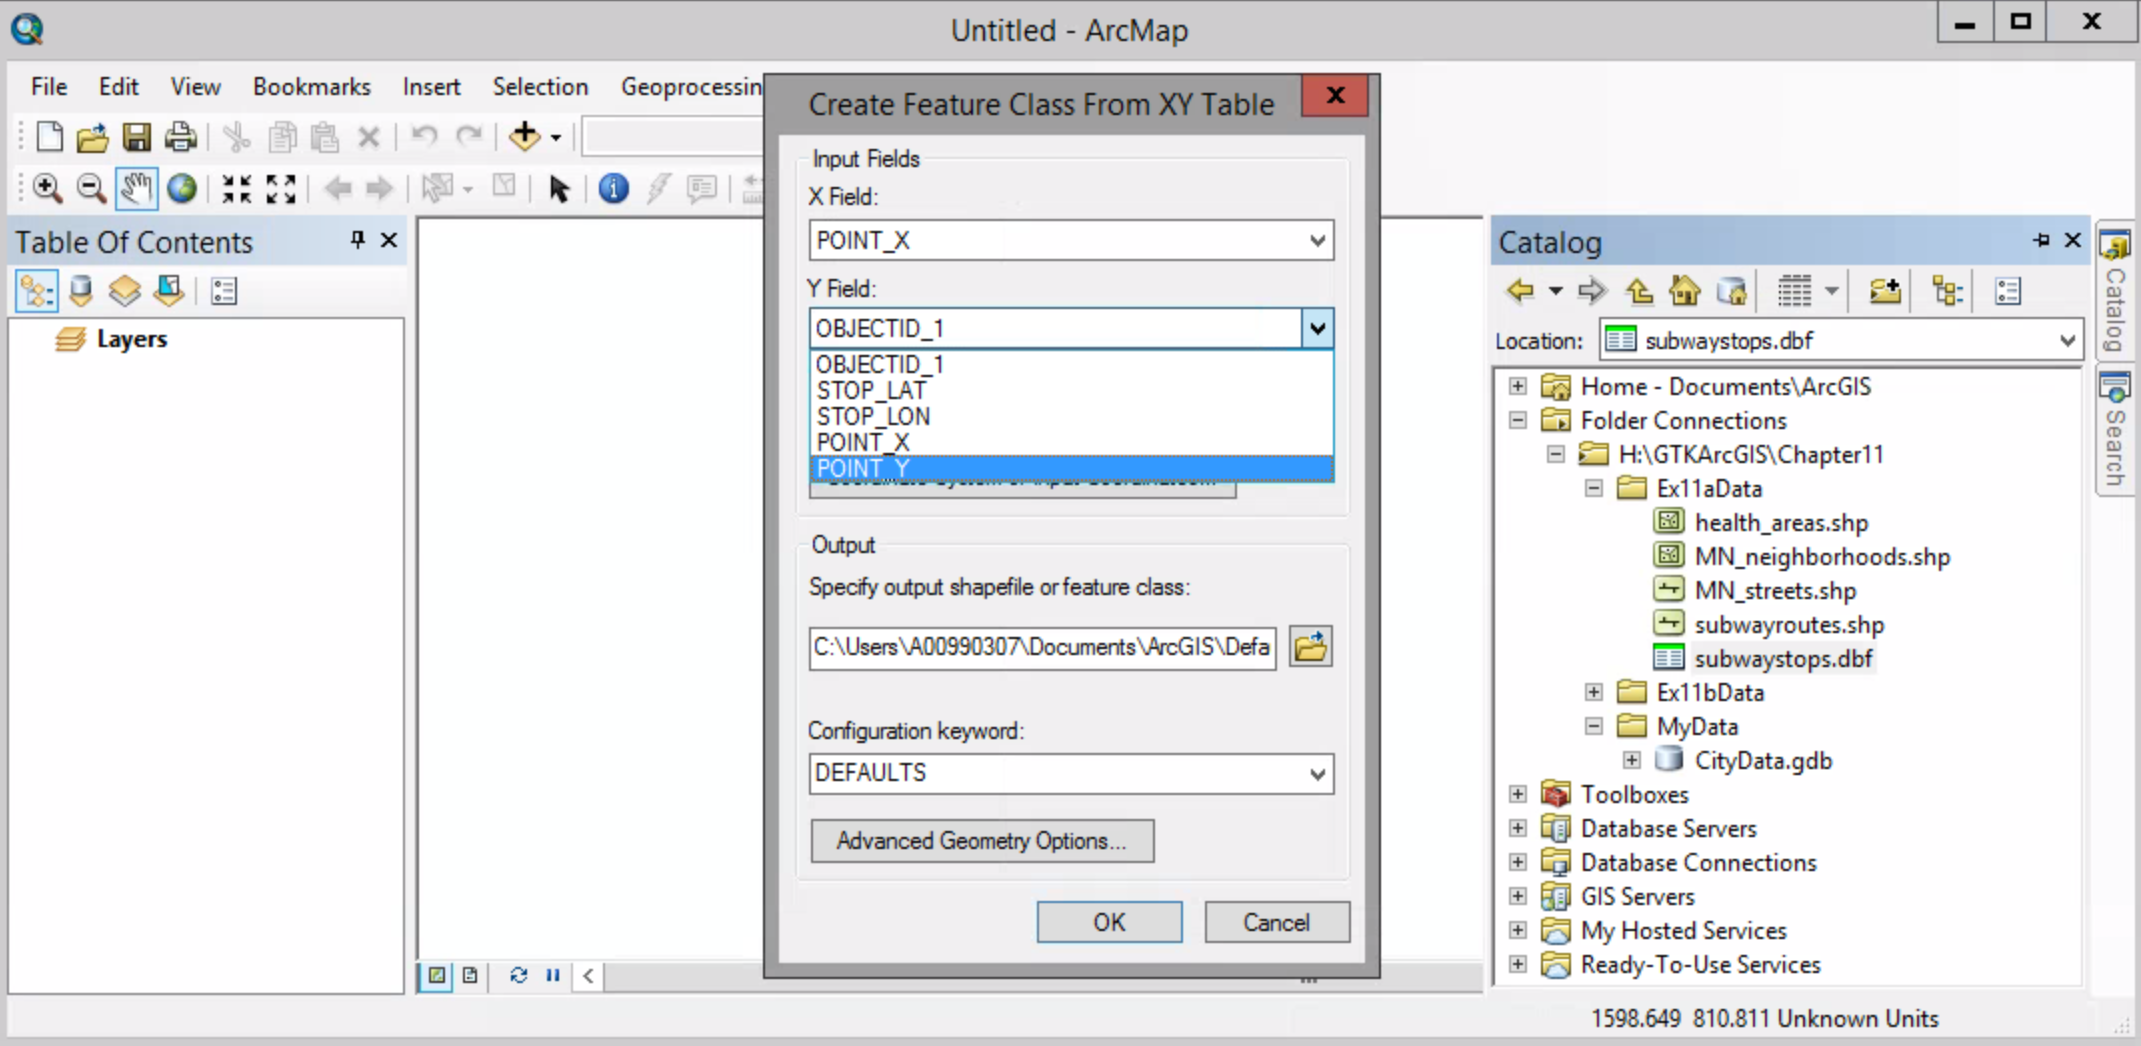 Untitled - ArcMap
File Edit View Bookmarks Insert Selection Geoprocessin
Create Feature Class From XY Table
Input Fields
X Field:
POINT_X
Y Field:
OBJECTID_1
OBJECTID_1
STOP_LAT
STOP_LON
POINT_X
POINT_Y
Output
Specify output shapefile or feature class:
C:\Users\A00990307\Documents\ArcGIS\Defa
Configuration keyword:
DEFAULTS
Advanced Geometry Options...
OK Cancel
Table Of Contents
Layers
Catalog
Location: subwaystops.dbf
Home - Documents\ArcGIS
Folder Connections
H:\GTKArcGIS\Chapter11
Ex11aData
health_areas.shp
MN_neighborhoods.shp
MN_streets.shp
subwayroutes.shp
subwaystops.dbf
Ex11bData
MyData
CityData.gdb
Toolboxes
Database Servers
Database Connections
GIS Servers
My Hosted Services
Ready-To-Use Services
Catalog
Search
1598.649 810.811 Unknown Units